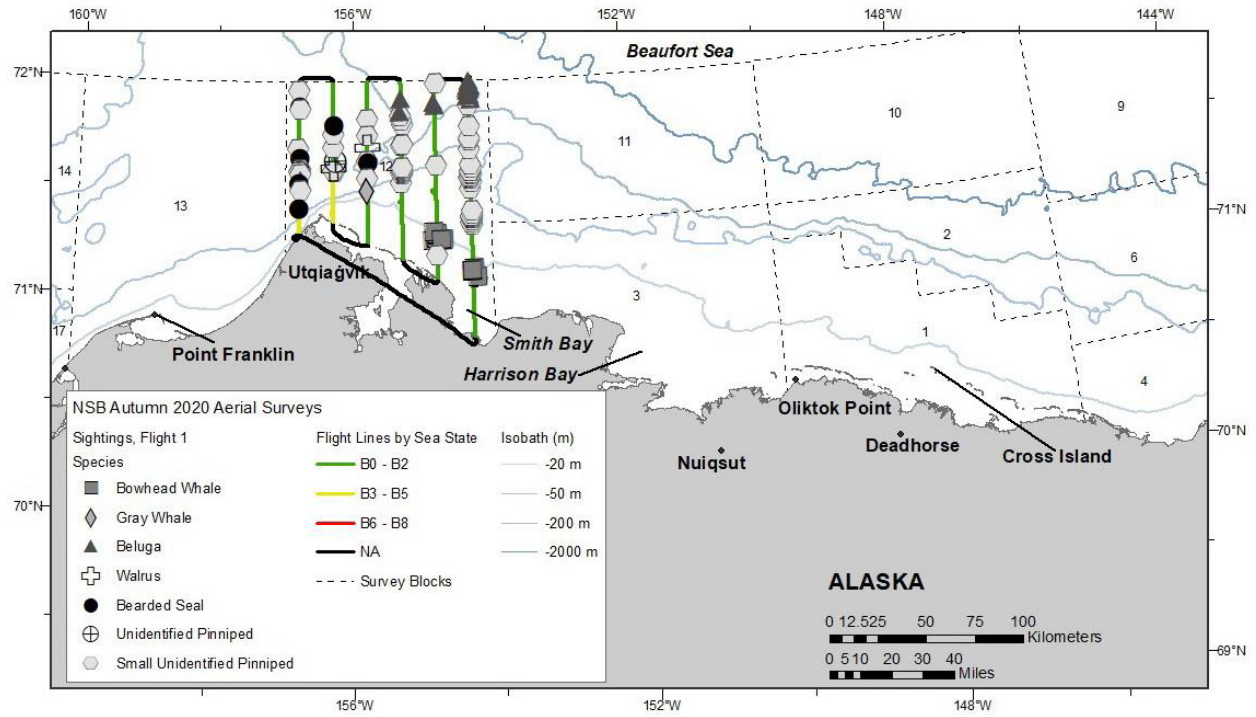 160°W 156°W 152°W 148°W 144°W
Beaufort Sea
72°N
10
9
11
14
12
13
71°N
2
6
Utqiaġvik
71°N
3
17
1
Point Franklin
Smith Bay
Harrison Bay
4
Oliktok Point
70°N
Deadhorse
Cross Island
Nuiqsut
70°N
NSB Autumn 2020 Aerial Surveys
Sightings, Flight 1
Species
Bowhead Whale
Gray Whale
Beluga
Walrus
Bearded Seal
Unidentified Pinniped
Small Unidentified Pinniped
Flight Lines by Sea State
B0 - B2
B3 - B5
B6 - B8
NA
Survey Blocks
Isobath (m)
-20 m
-50 m
-200 m
-2000 m
ALASKA
0 12.525 50 75 100
Kilometers
0 5 10 20 30 40
Miles
69°N
156°W 152°W 148°W